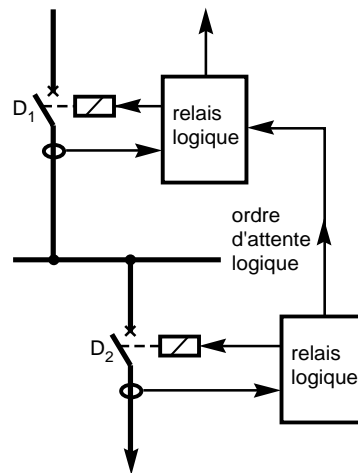 D1
relais
logique
ordre
d'attente
logique
D2
relais
logique